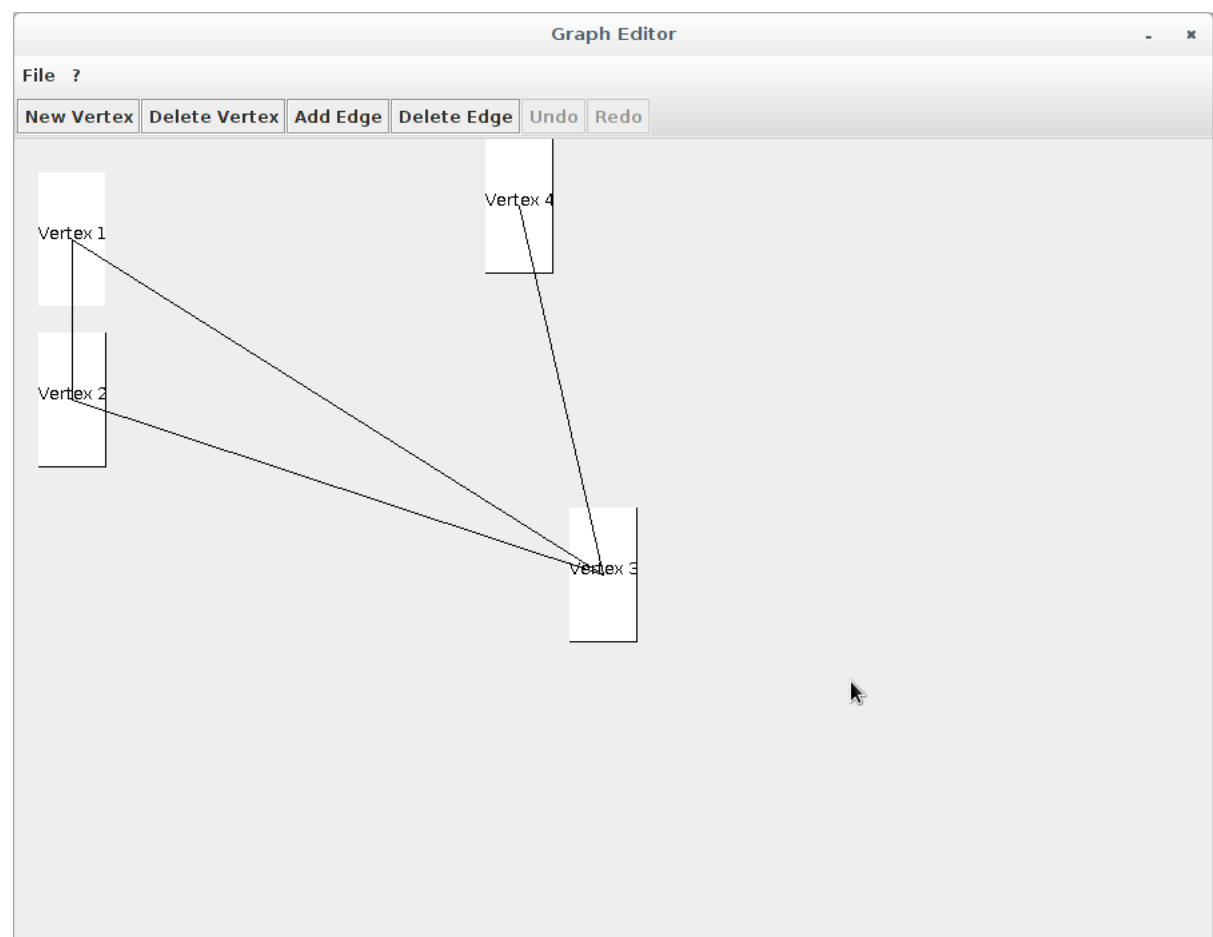 Graph Editor
File ?
New Vertex Delete Vertex Add Edge Delete Edge Undo Redo
Vertex 4
Vertex 1
Vertex 2
Vertex 3